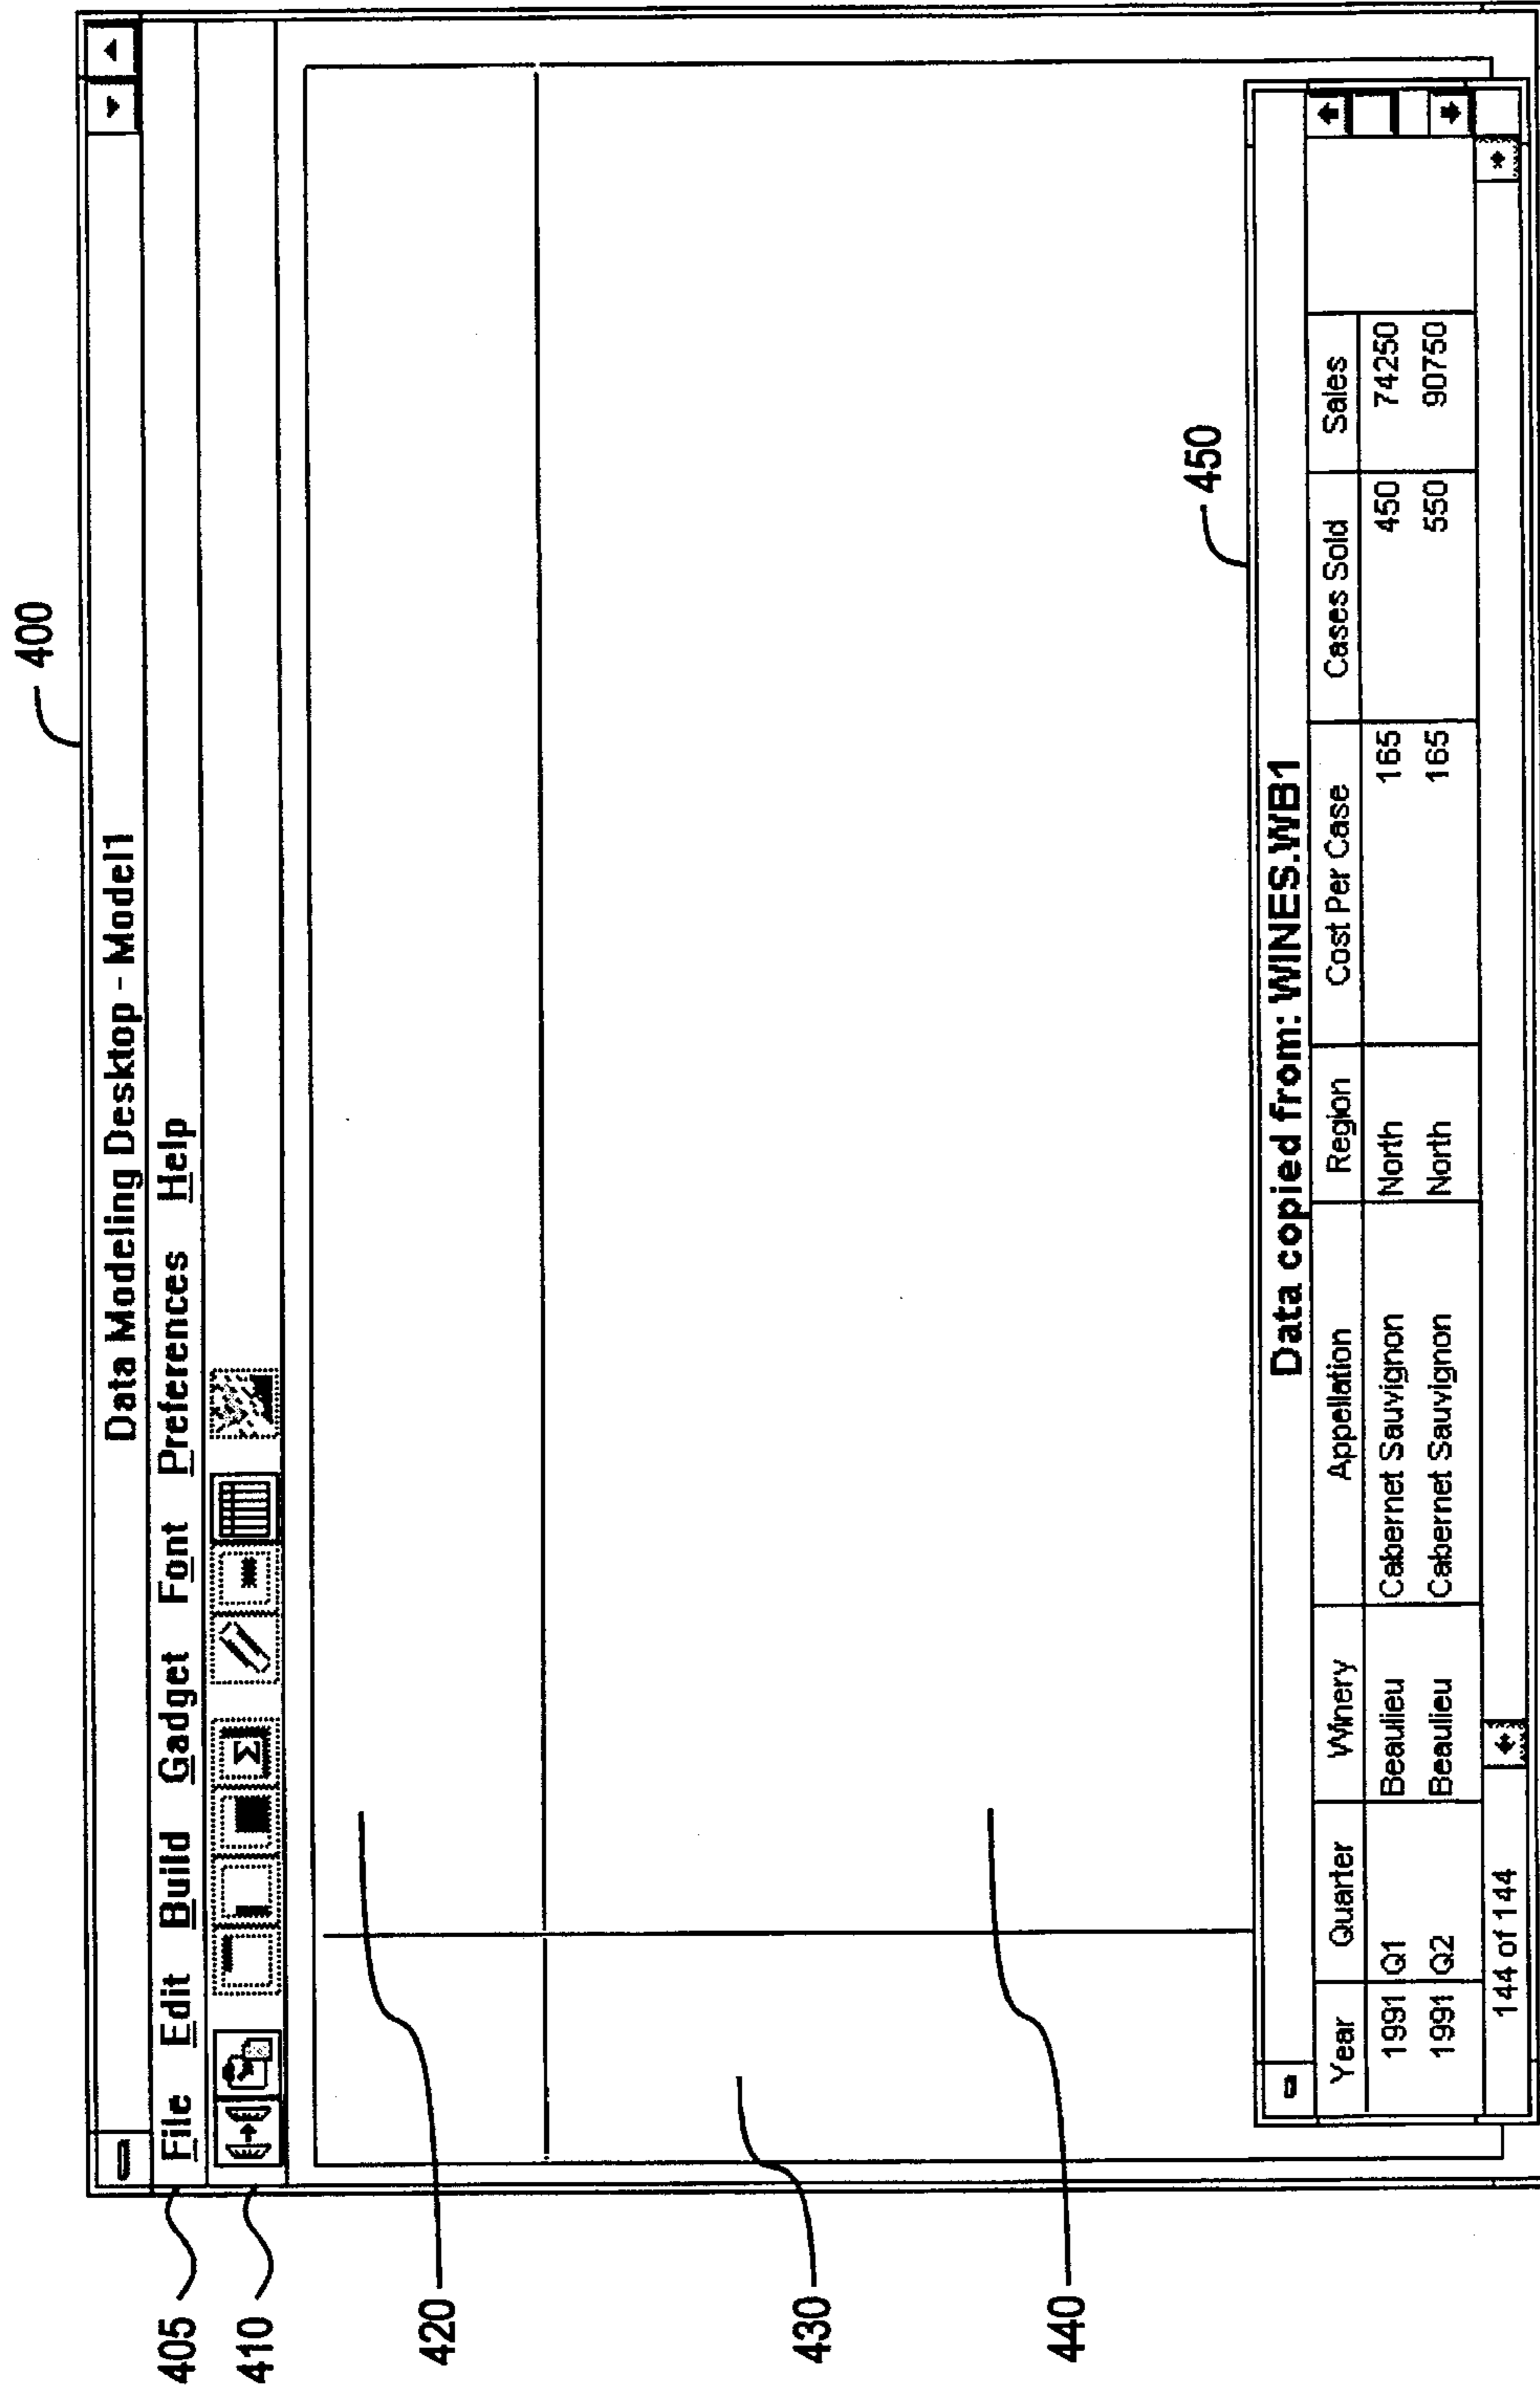 400
Data Modeling Desktop - Model1
405
File Edit Build Gadget Font Preferences Help
410
Σ
420
430
440
450
Data copied from: WINES.WB1
Year Quarter Winery Appellation Region Cost Per Case Cases Sold Sales
1991 Q1 Beaulieu Cabernet Sauvignon North 165 450 74250
1991 Q2 Beaulieu Cabernet Sauvignon North 165 550 90750
144 of 144